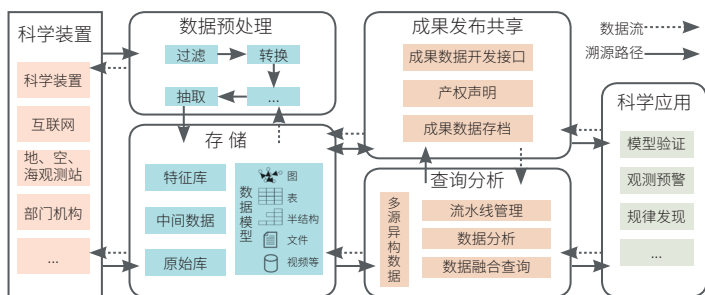 科学装置
科学装置
互联网
地、空、
海观测站
部门机构
...
数据预处理
过滤
转换
抽取
...
存 储
特征库
中间数据
原始库
数据模型
图
表
半结构
文件
视频等
成果发布共享
成果数据开发接口
产权声明
成果数据存档
查询分析
多源异构数据
流水线管理
数据分析
数据融合查询
数据流
溯源路径
科学应用
模型验证
观测预警
规律发现
...